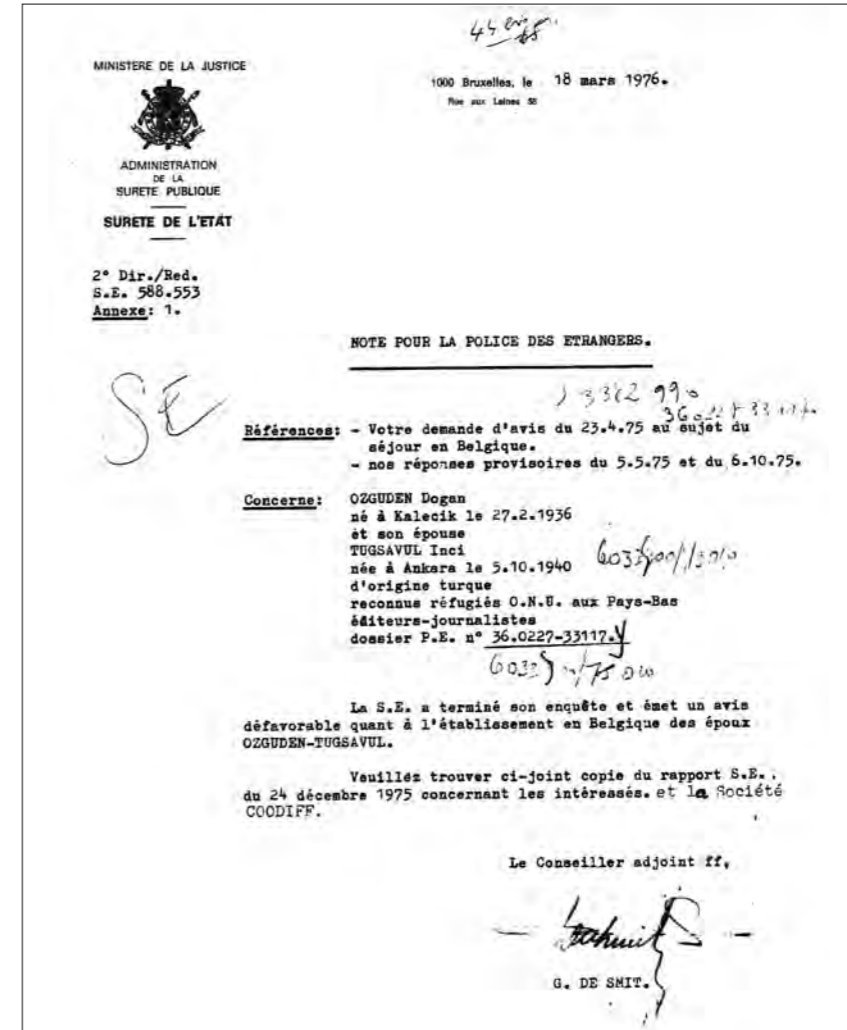 MINISTERE DE LA JUSTICE
1000 Bruxelles, le 18 mars 1976.
Rue aux Laines 58
ADMINISTRATION
DE LA
SURETE PUBLIQUE
SURETE DE L'ETAT
2° Dir./Red.
S.E. 588.553
Annexe: 1.
NOTE POUR LA POLICE DES ETRANGERS.
SE
3382 990
Références: - Votre demande d'avis du 23.4.75 au sujet du
séjour en Belgique.
- nos réponses provisoires du 5.5.75 et du 6.10.75.
Concerne: OZGUDEN Dogan
né à Kalecik le 27.2.1936
et son épouse
TUGSAVUL Inci
née à Ankara le 5.10.1940
d'origine turque
reconnus réfugiés O.N.U. aux Pays-Bas
éditeurs-journalistes
dossier P.E. n° 36.0227-33117.y
La S.E. a terminé son enquête et émet un avis
défavorable quant à l'établissement en Belgique des époux
OZGUDEN-TUGSAVUL.
Veuillez trouver ci-joint copie du rapport S.E.
du 24 décembre 1975 concernant les intéressés. et la Société
COODIFF.
Le Conseiller adjoint ff,
G. DE SMIT.